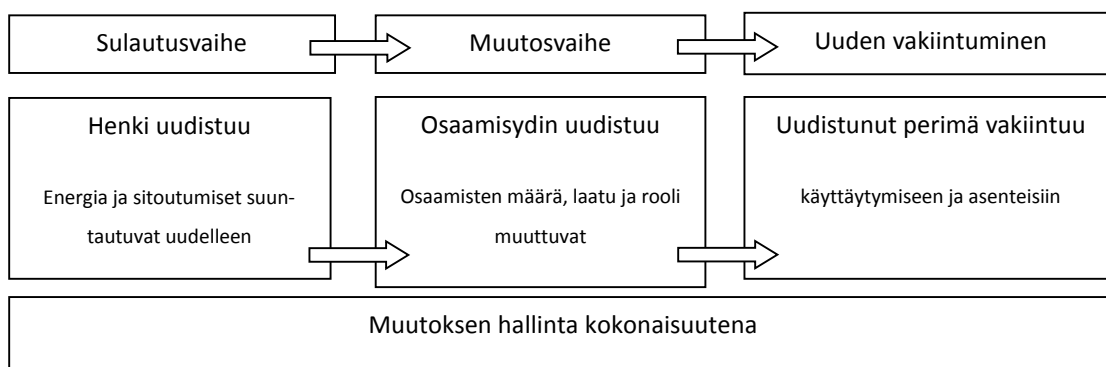 Sulautusvaihe
Muutosvaihe
Uuden vakiintuminen
Henki uudistuu
Energia ja sitoutumiset suun-
tautuvat uudelleen
Osaamisydin uudistuu
Osaamisten määrä, laatu ja rooli
muuttuvat
Uudistunut perimä vakiintuu
käyttäytymiseen ja asenteisiin
Muutoksen hallinta kokonaisuutena